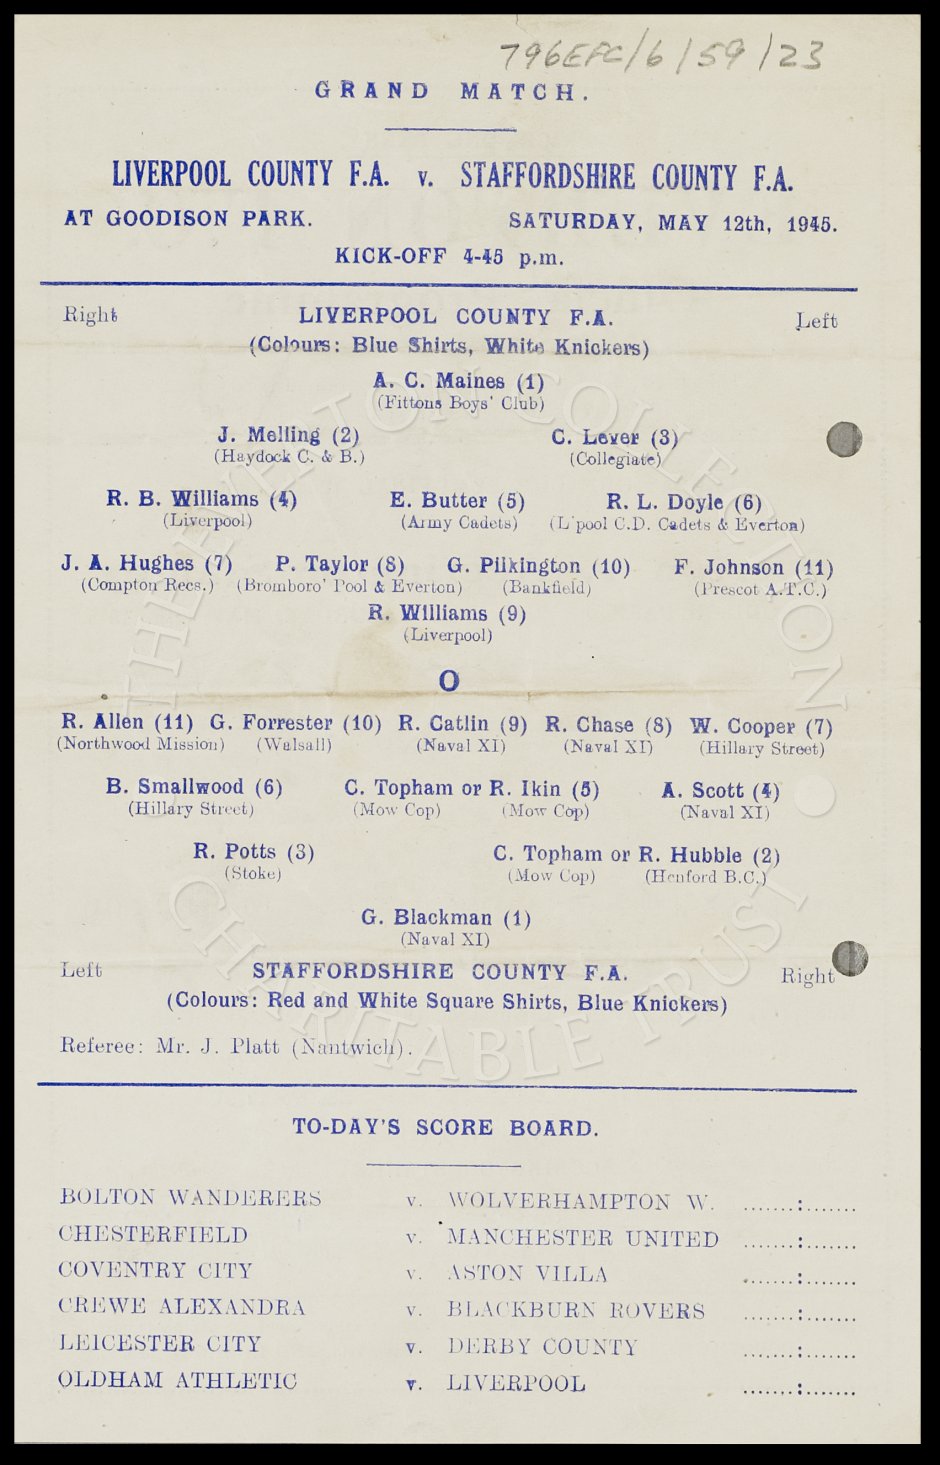 796EFC/6/59/23
GRAND MATCH.
LIVERPOOL COUNTY F.A. v. STAFFORDSHIRE COUNTY F.A.
AT GOODISON PARK. SATURDAY, MAY 12th, 1945.
KICK-OFF 4-45 p.m.
Right LIVERPOOL COUNTY F.A. Left
(Colours: Blue Shirts, White Knickers)
A. C. Maines (1)
(Fittons Boys' Club)
J. Melling (2) C. Lever (3)
(Haydock C. & B.) (Collegiate)
R. B. Williams (4) E. Butter (5) R. L. Doyle (6)
(Liverpool) (Army Cadets) (L'pool C.D. Cadets & Everton)
J. A. Hughes (7) P. Taylor (8) G. Pilkington (10) F. Johnson (11)
(Compton Recs.) (Bromboro' Pool & Everton) (Bankfield) (Prescot A.T.C.)
R. Williams (9)
(Liverpool)
O
R. Allen (11) G. Forrester (10) R. Catlin (9) R. Chase (8) W. Cooper (7)
(Northwood Mission) (Walsall) (Naval XI) (Naval XI) (Hillary Street)
B. Smallwood (6) C. Topham or R. Ikin (5) A. Scott (4)
(Hillary Street) (Mow Cop) (Mow Cop) (Naval XI)
R. Potts (3) C. Topham or R. Hubble (2)
(Stoke) (Mow Cop) (Henford B.C.)
G. Blackman (1)
(Naval XI)
Left STAFFORDSHIRE COUNTY F.A. Right
(Colours: Red and White Square Shirts, Blue Knickers)
Referee: Mr. J. Platt (Nantwich).
TO-DAY'S SCORE BOARD.
BOLTON WANDERERS v. WOLVERHAMPTON W. .......:.......
CHESTERFIELD v. MANCHESTER UNITED .......:.......
COVENTRY CITY v. ASTON VILLA .......:.......
CREWE ALEXANDRA v. BLACKBURN ROVERS .......:.......
LEICESTER CITY v. DERBY COUNTY .......:.......
OLDHAM ATHLETIC v. LIVERPOOL .......:.......
THE EVERTON COLLECTION
CHARITABLE TRUST